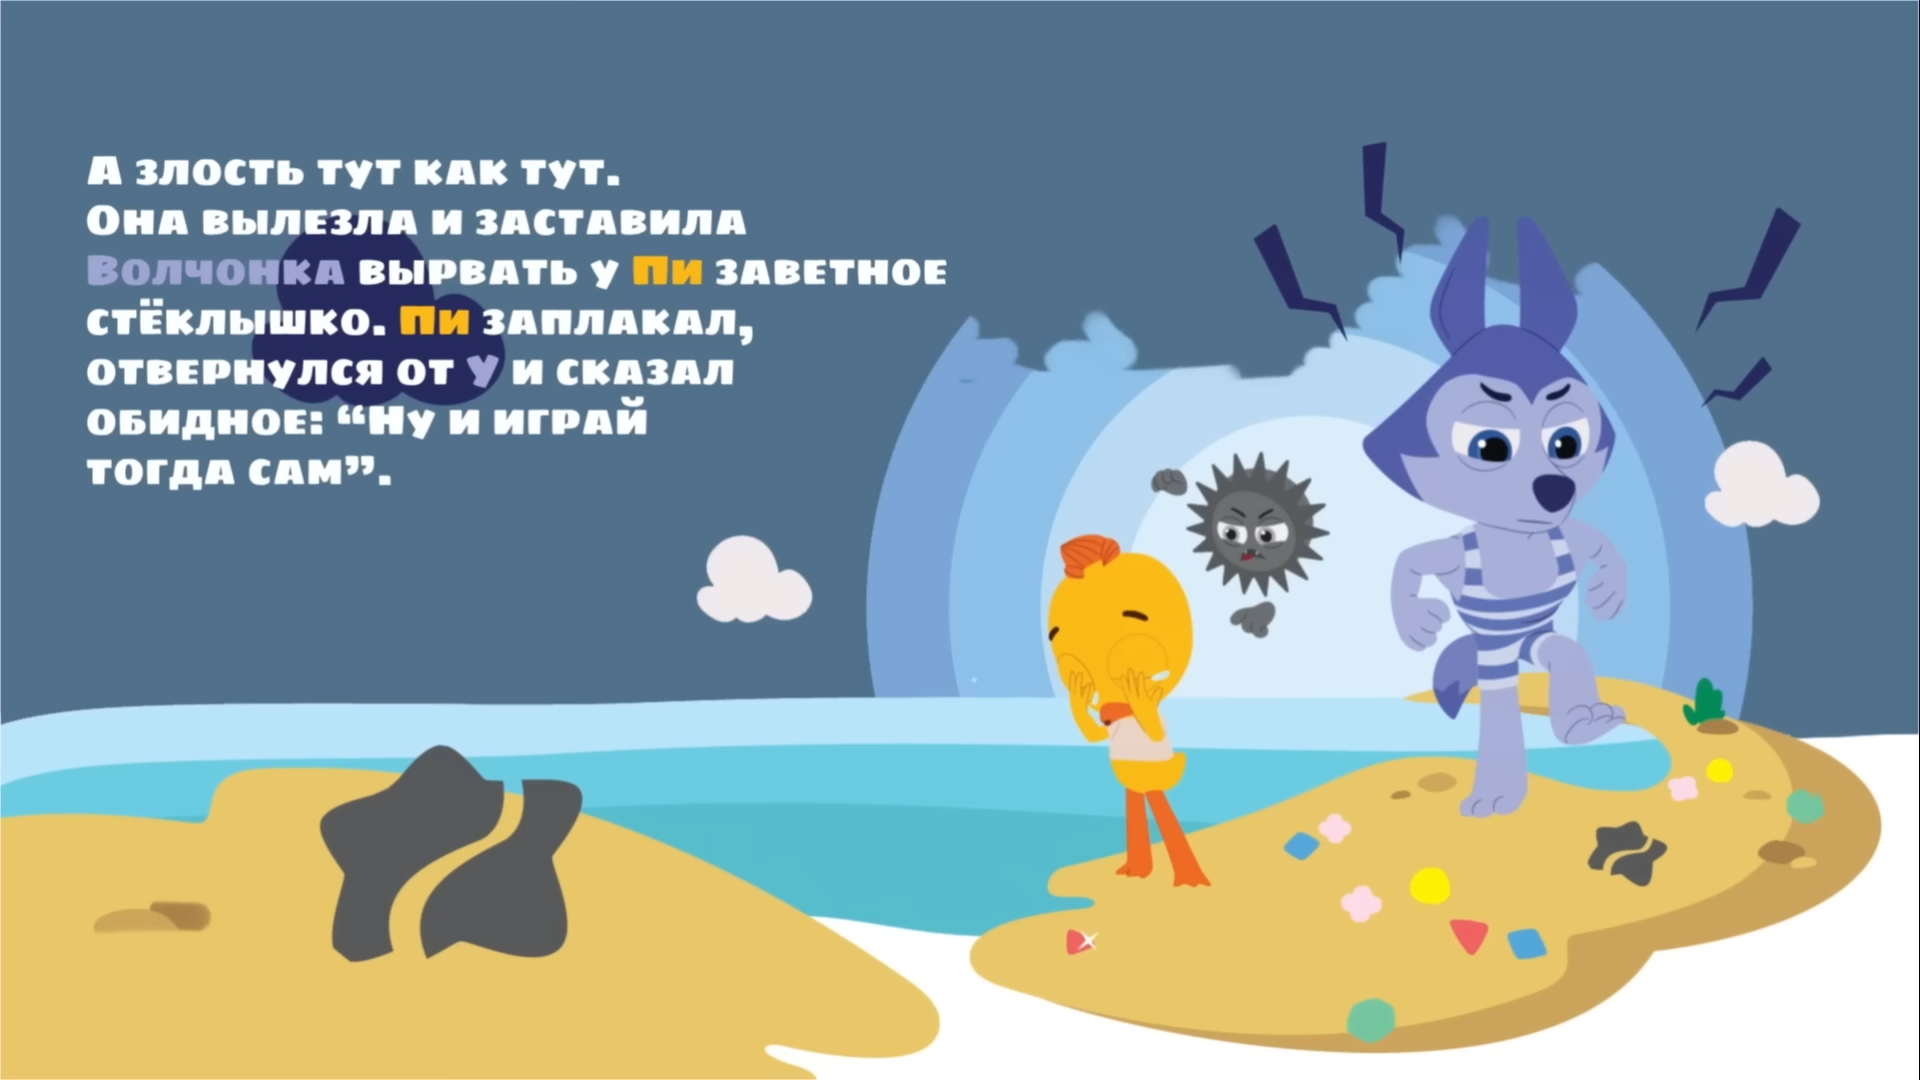 А злость тут как тут.
Она вылезла и заставила
Волчонка вырвать у Пи заветное
стёклышко. Пи заплакал,
отвернулся от У и сказал
обидное: “Ну и играй
тогда сам”.